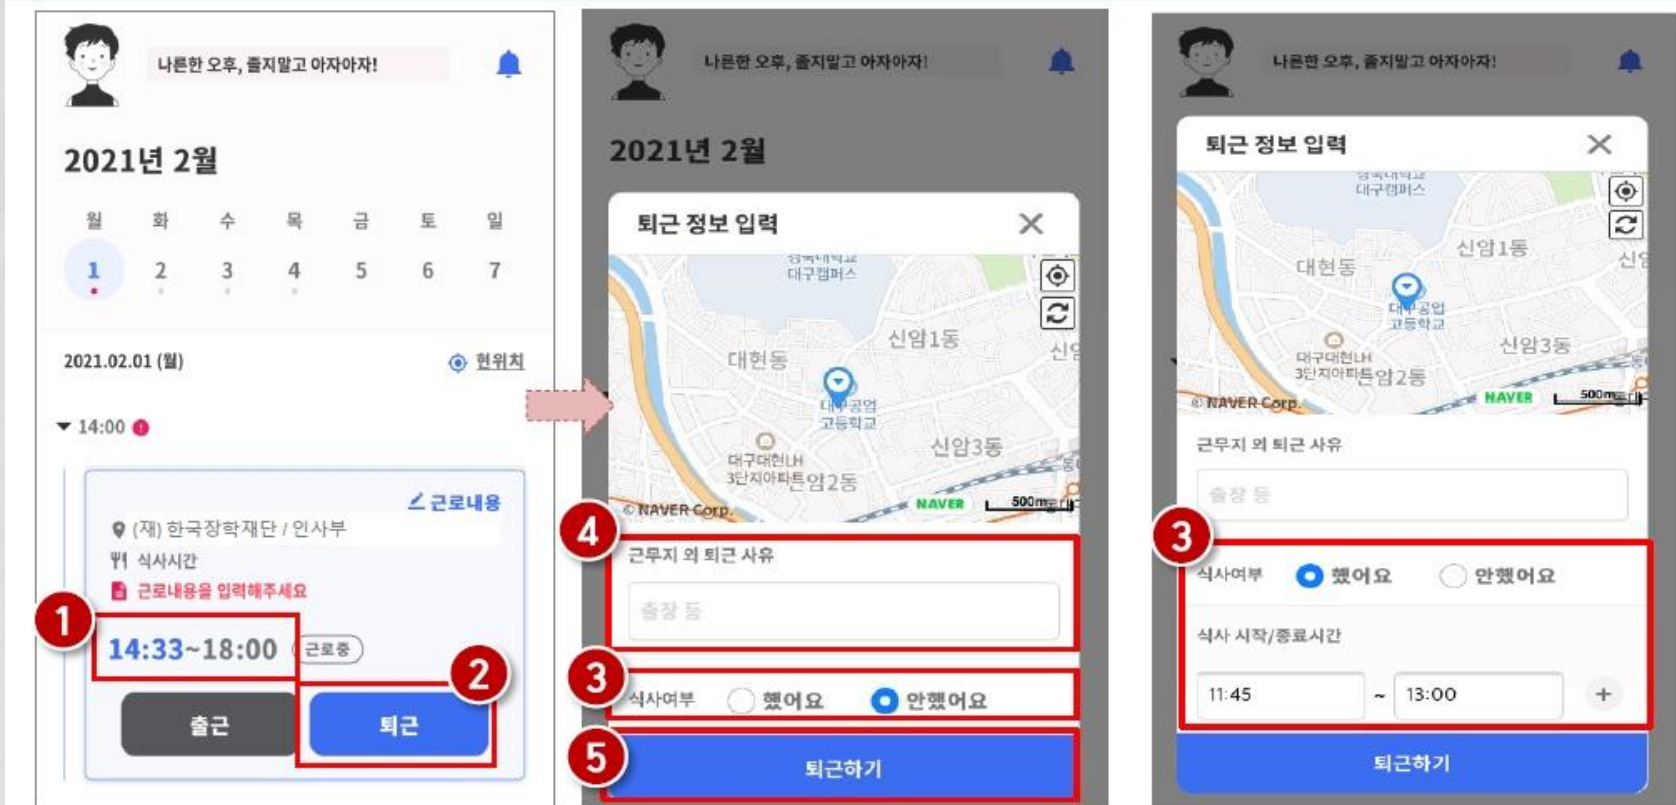 나른한 오후, 졸지말고 아자아자!
2021년 2월
월 화 수 목 금 토 일
1 2 3 4 5 6 7
2021.02.01 (월) 현위치
14:00
근로내용
(재) 한국장학재단 / 인사부
식사시간
근로내용을 입력해주세요
1
14:33~18:00 근로중
2
출근 퇴근
나른한 오후, 졸지말고 아자아자!
2021년 2월
퇴근 정보 입력
경북대학교
대구캠퍼스
신암1동
대현동
대구공업
고등학교
신암3동
대구대현LH
3단지아파트
신암2동
© NAVER Corp. NAVER 500m
4
근무지 외 퇴근 사유
출장 등
3
식사여부 했어요 안했어요
5
퇴근하기
나른한 오후, 졸지말고 아자아자!
퇴근 정보 입력
대구캠퍼스
신암1동
대현동
대구공업
고등학교
신암3동
대구대현LH
3단지아파트
신암2동
© NAVER Corp. NAVER 500m
근무지 외 퇴근 사유
출장 등
3
식사여부 했어요 안했어요
식사 시작/종료시간
11:45 ~ 13:00 +
퇴근하기